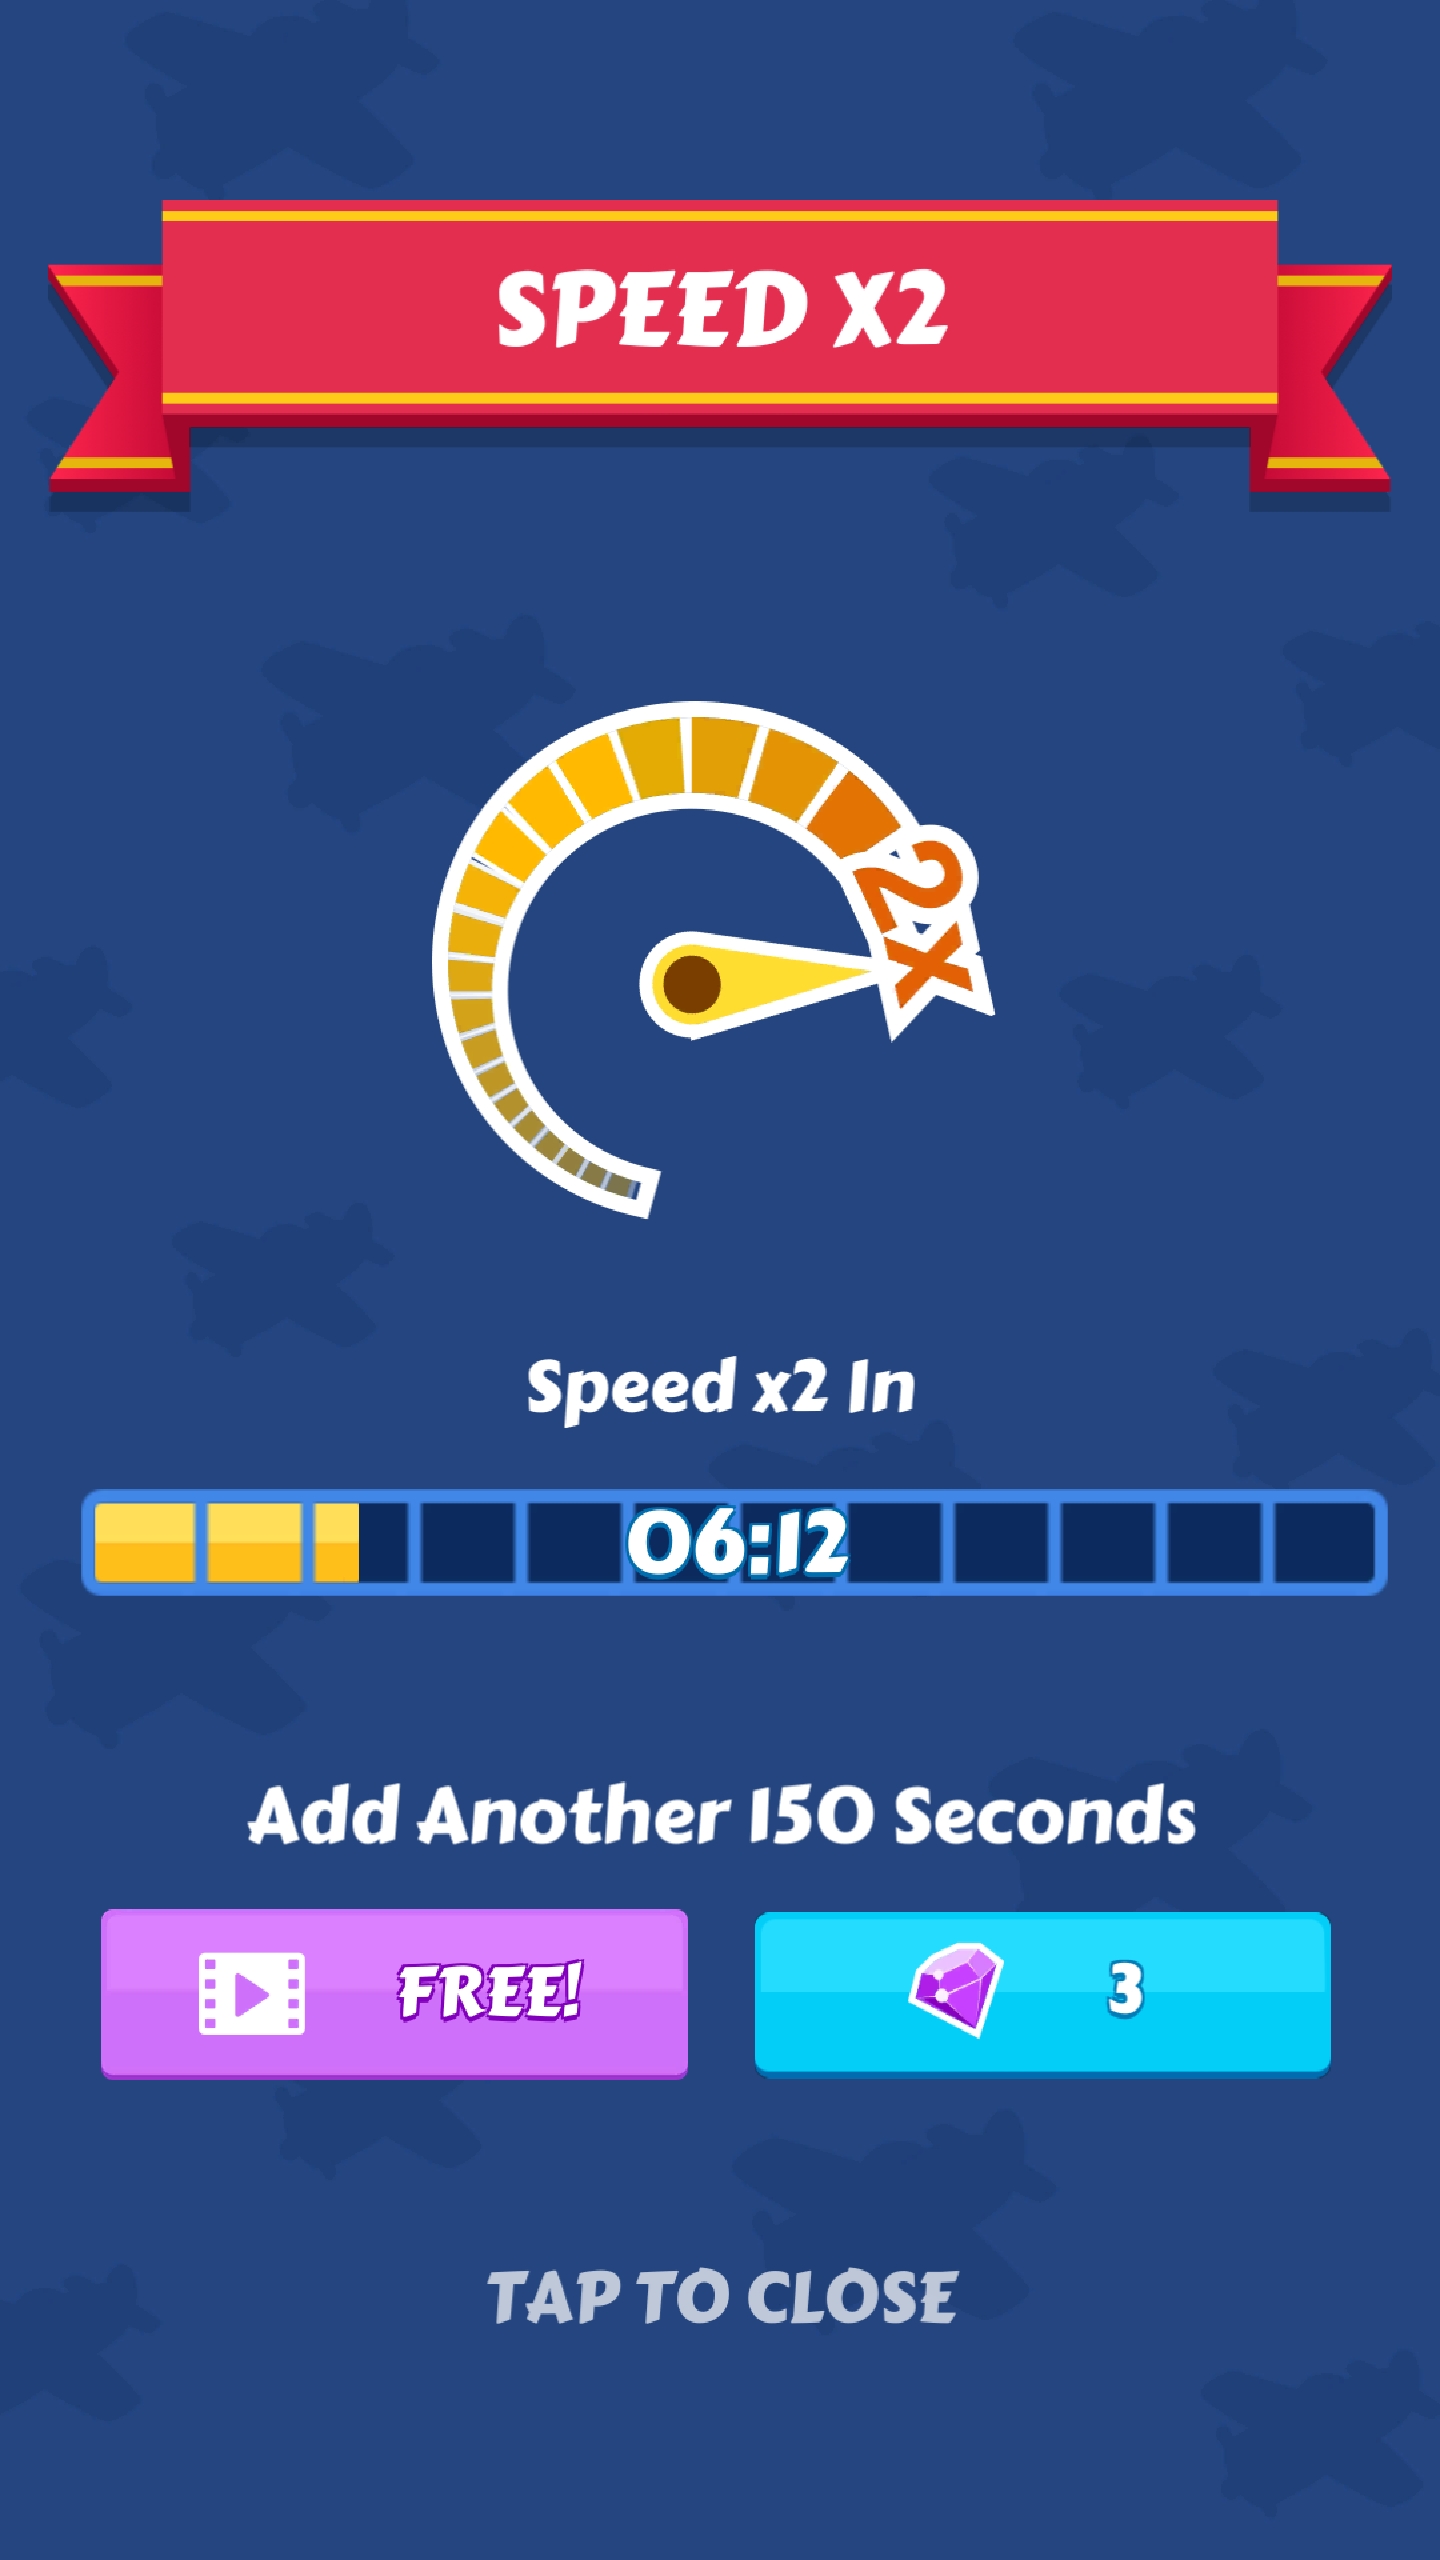 SPEED X2
2x
Speed x2 In
06:12
Add Another 150 Seconds
FREE!
3
TAP TO CLOSE